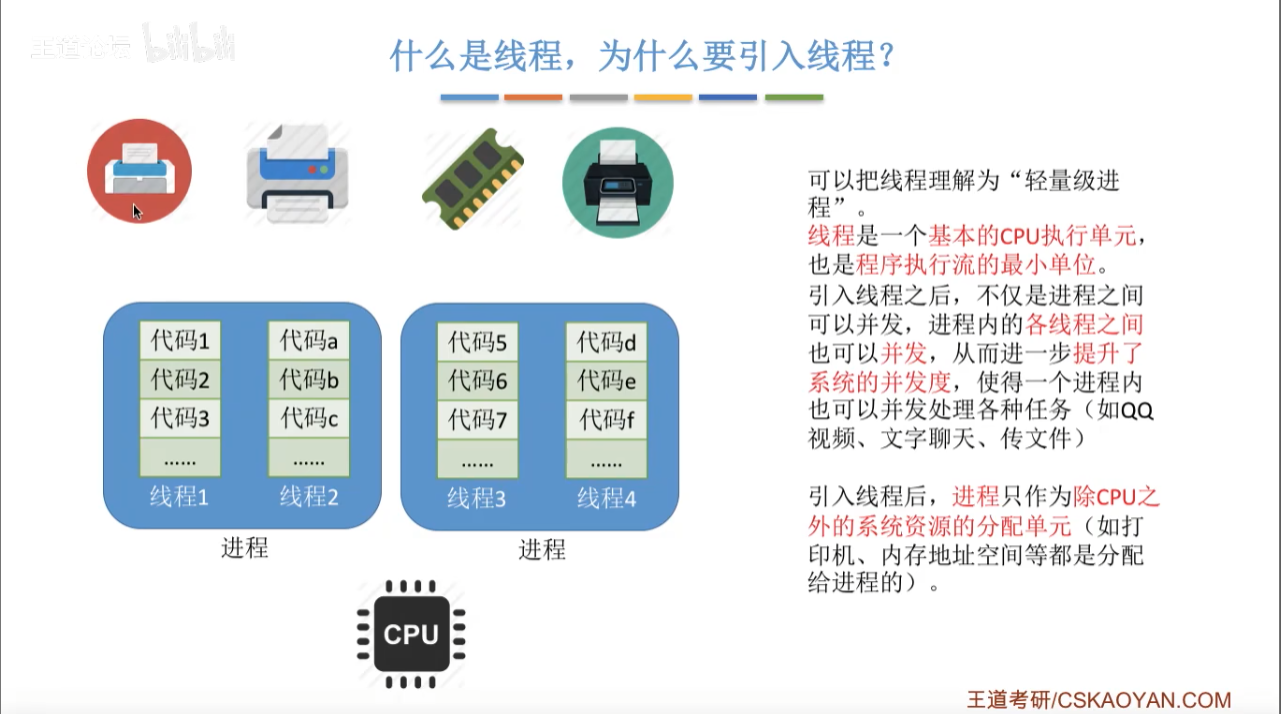 王道论坛 bilibili
什么是线程，为什么要引入线程？
可以把线程理解为“轻量级进
程”。
线程是一个基本的CPU执行单元，
也是程序执行流的最小单位。
引入线程之后，不仅是进程之间
可以并发，进程内的各线程之间
也可以并发，从而进一步提升了
系统的并发度，使得一个进程内
也可以并发处理各种任务（如QQ
视频、文字聊天、传文件）
引入线程后，进程只作为除CPU之
外的系统资源的分配单元（如打
印机、内存地址空间等都是分配
给进程的）。
代码1
代码2
代码3
......
线程1
代码a
代码b
代码c
......
线程2
进程
代码5
代码6
代码7
......
线程3
代码d
代码e
代码f
......
线程4
进程
CPU
王道考研/CSKAOYAN.COM